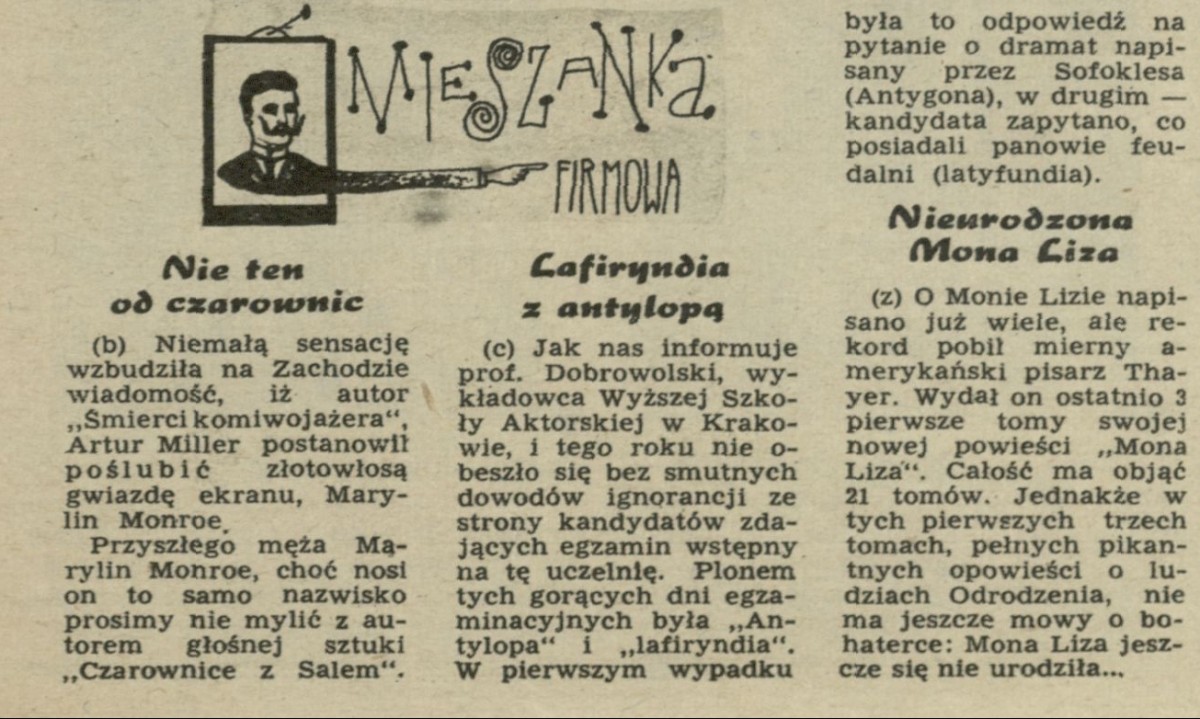 MIESZANKA
FIRMOWA
Nie ten
od czarownic
(b) Niemałą sensację
wzbudziła na Zachodzie
wiadomość, iż autor
„Śmierci komiwojażera“,
Artur Miller postanowił
poślubić złotowłosą
gwiazdę ekranu, Mary-
lin Monroe.
Przyszłego męża Ma-
rylin Monroe, choć nosi
on to samo nazwisko
prosimy nie mylić z au-
torem głośnej sztuki
„Czarownice z Salem“.
Lafiryndia
z antylopą
(c) Jak nas informuje
prof. Dobrowolski, wy-
kładowca Wyższej Szko-
ły Aktorskiej w Krako-
wie, i tego roku nie o-
beszło się bez smutnych
dowodów ignorancji ze
strony kandydatów zda-
jących egzamin wstępny
na tę uczelnię. Plonem
tych gorących dni egza-
minacyjnych była „An-
tylopa“ i „lafiryndia“.
W pierwszym wypadku
była to odpowiedź na
pytanie o dramat napi-
sany przez Sofoklesa
(Antygona), w drugim —
kandydata zapytano, co
posiadali panowie feu-
dalni (latyfundia).
Nieurodzona
Mona Liza
(z) O Monie Lizie napi-
sano już wiele, ale re-
kord pobił mierny a-
merykański pisarz Tha-
yer. Wydał on ostatnio 3
pierwsze tomy swojej
nowej powieści „Mona
Liza“. Całość ma objąć
21 tomów. Jednakże w
tych pierwszych trzech
tomach, pełnych pikan-
tnych opowieści o lu-
dziach Odrodzenia, nie
ma jeszcze mowy o bo-
haterce: Mona Liza jesz-
cze się nie urodziła...